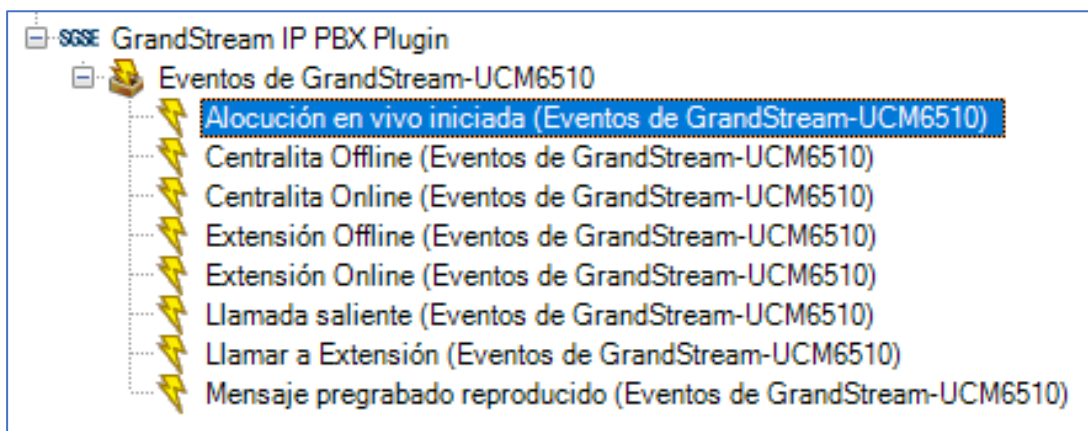 SGSE GrandStream IP PBX Plugin
Eventos de GrandStream-UCM6510
Alocución en vivo iniciada (Eventos de GrandStream-UCM6510)
Centralita Offline (Eventos de GrandStream-UCM6510)
Centralita Online (Eventos de GrandStream-UCM6510)
Extensión Offline (Eventos de GrandStream-UCM6510)
Extensión Online (Eventos de GrandStream-UCM6510)
Llamada saliente (Eventos de GrandStream-UCM6510)
Llamar a Extensión (Eventos de GrandStream-UCM6510)
Mensaje pregrabado reproducido (Eventos de GrandStream-UCM6510)